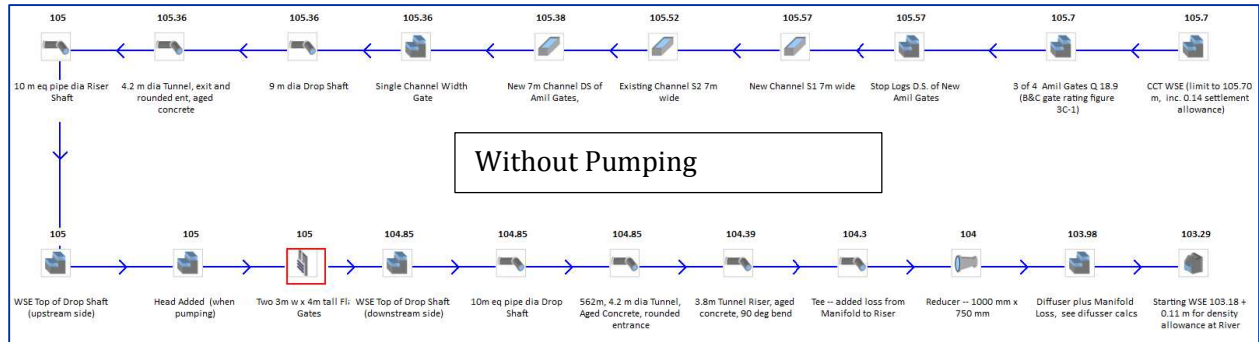 105 105.36 105.36 105.36 105.38 105.52 105.57 105.57 105.7 105.7
10 m eq pipe dia Riser
Shaft
4.2 m dia Tunnel, exit and
rounded ent, aged
concrete
9 m dia Drop Shaft
Single Channel Width
Gate
New 7m Channel DS of
Amil Gates,
Existing Channel S2 7m
wide
New Channel S1 7m wide
Stop Logs D.S. of New
Amil Gates
3 of 4 Amil Gates Q 18.9
(B&C gate rating figure
3C-1)
CCT WSE (limit to 105.70
m, inc. 0.14 settlement
allowance)
Without Pumping
105 105 105 104.85 104.85 104.85 104.39 104.3 104 103.98 103.29
WSE Top of Drop Shaft
(upstream side)
Head Added (when
pumping)
Two 3m w x 4m tall Fla
Gates
WSE Top of Drop Shaft
(downstream side)
10m eq pipe dia Drop
Shaft
562m, 4.2 m dia Tunnel,
Aged Concrete, rounded
entrance
3.8m Tunnel Riser, aged
concrete, 90 deg bend
Tee -- added loss from
Manifold to Riser
Reducer -- 1000 mm x
750 mm
Diffuser plus Manifold
Loss, see difusser calcs
Starting WSE 103.18 +
0.11 m for density
allowance at River